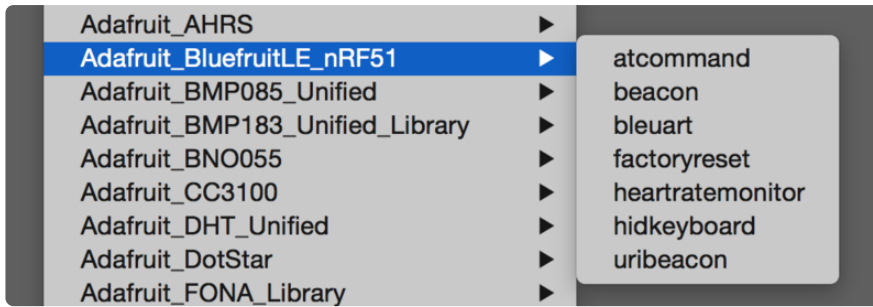 Adafruit_AHRS
Adafruit_BluefruitLE_nRF51
Adafruit_BMP085_Unified
Adafruit_BMP183_Unified_Library
Adafruit_BNO055
Adafruit_CC3100
Adafruit_DHT_Unified
Adafruit_DotStar
Adafruit_FONA_Library
atcommand
beacon
bleuart
factoryreset
heartratemonitor
hidkeyboard
uribeacon